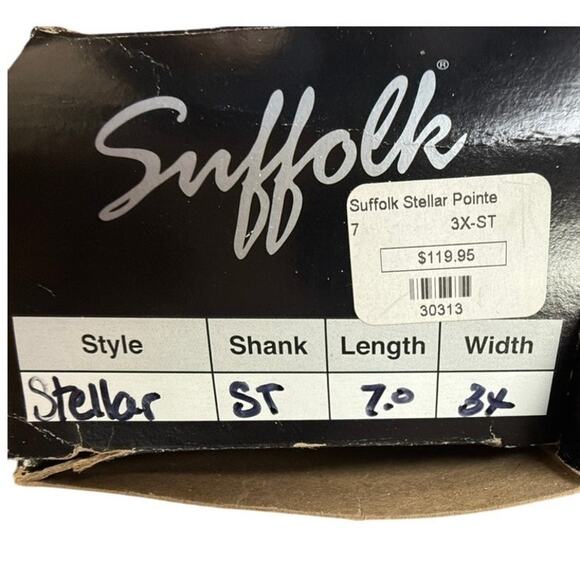 Suffolk®
Suffolk Stellar Pointe
7 3X-ST
$119.95
30313
Style Shank Length Width
Stellar ST 7.0 3X